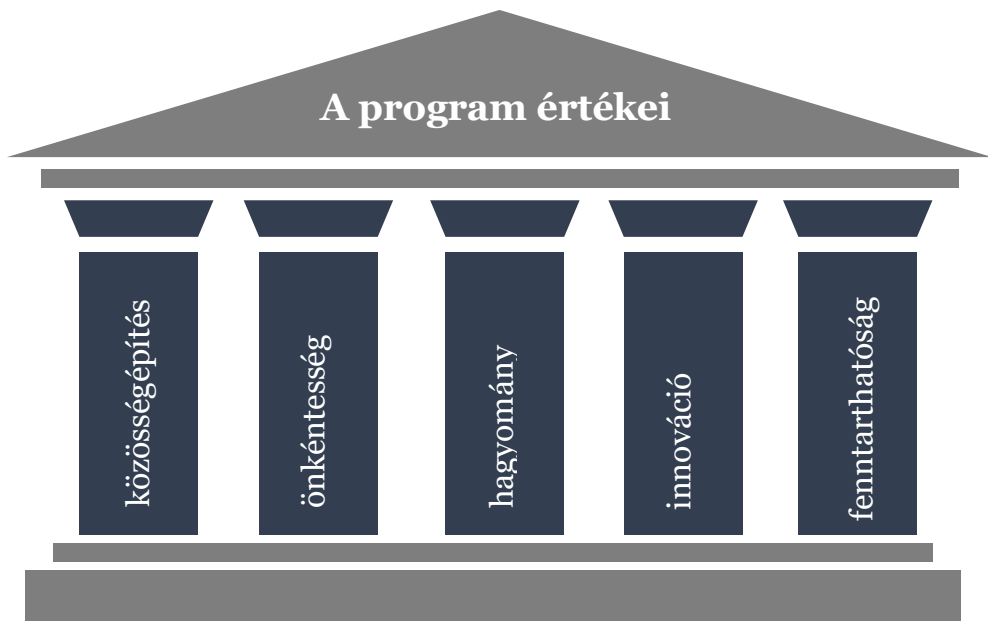 A program értékei
közösségépítés
önkéntesség
hagyomány
innováció
fenntarthatóság